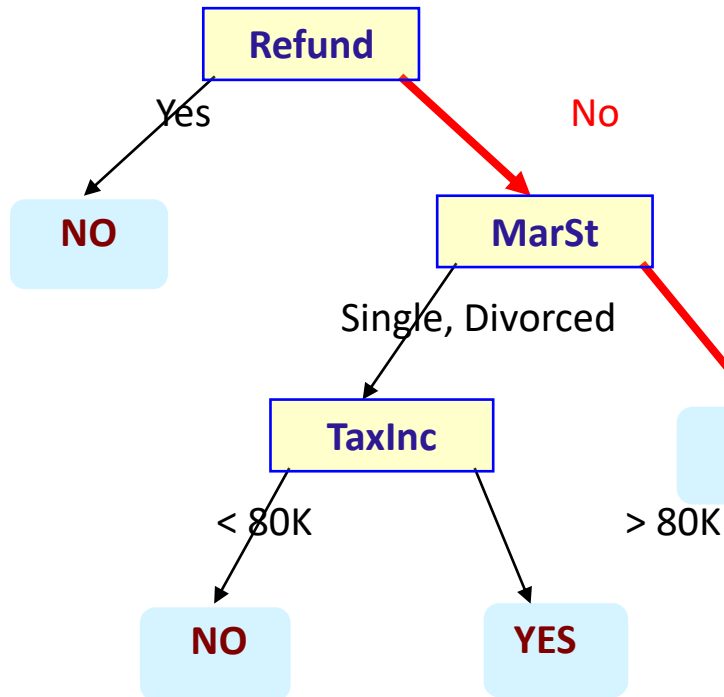 Refund
Yes
No
NO
MarSt
Single, Divorced
TaxInc
< 80K
> 80K
NO
YES